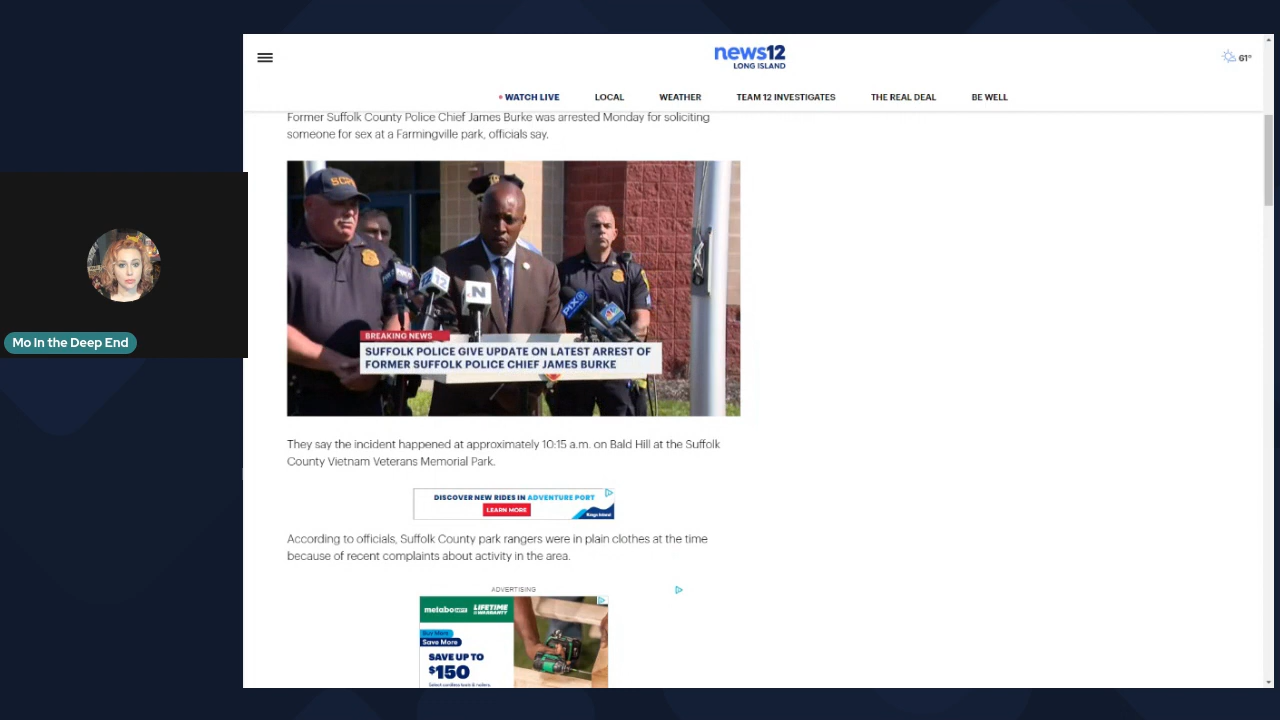 news12
LONG ISLAND
61°
WATCH LIVE
LOCAL
WEATHER
TEAM 12 INVESTIGATES
THE REAL DEAL
BE WELL
Former Suffolk County Police Chief James Burke was arrested Monday for soliciting
someone for sex at a Farmingville park, officials say.
SCPD
12
N
PIX
BREAKING NEWS
SUFFOLK POLICE GIVE UPDATE ON LATEST ARREST OF
FORMER SUFFOLK POLICE CHIEF JAMES BURKE
Mo In the Deep End
They say the incident happened at approximately 10:15 a.m. on Bald Hill at the Suffolk
County Vietnam Veterans Memorial Park.
DISCOVER NEW RIDES IN ADVENTURE PORT
LEARN MORE
Kings Island
According to officials, Suffolk County park rangers were in plain clothes at the time
because of recent complaints about activity in the area.
ADVERTISING
metabo
LIFETIME
WARRANTY
Buy More
Save More
SAVE UP TO
$150